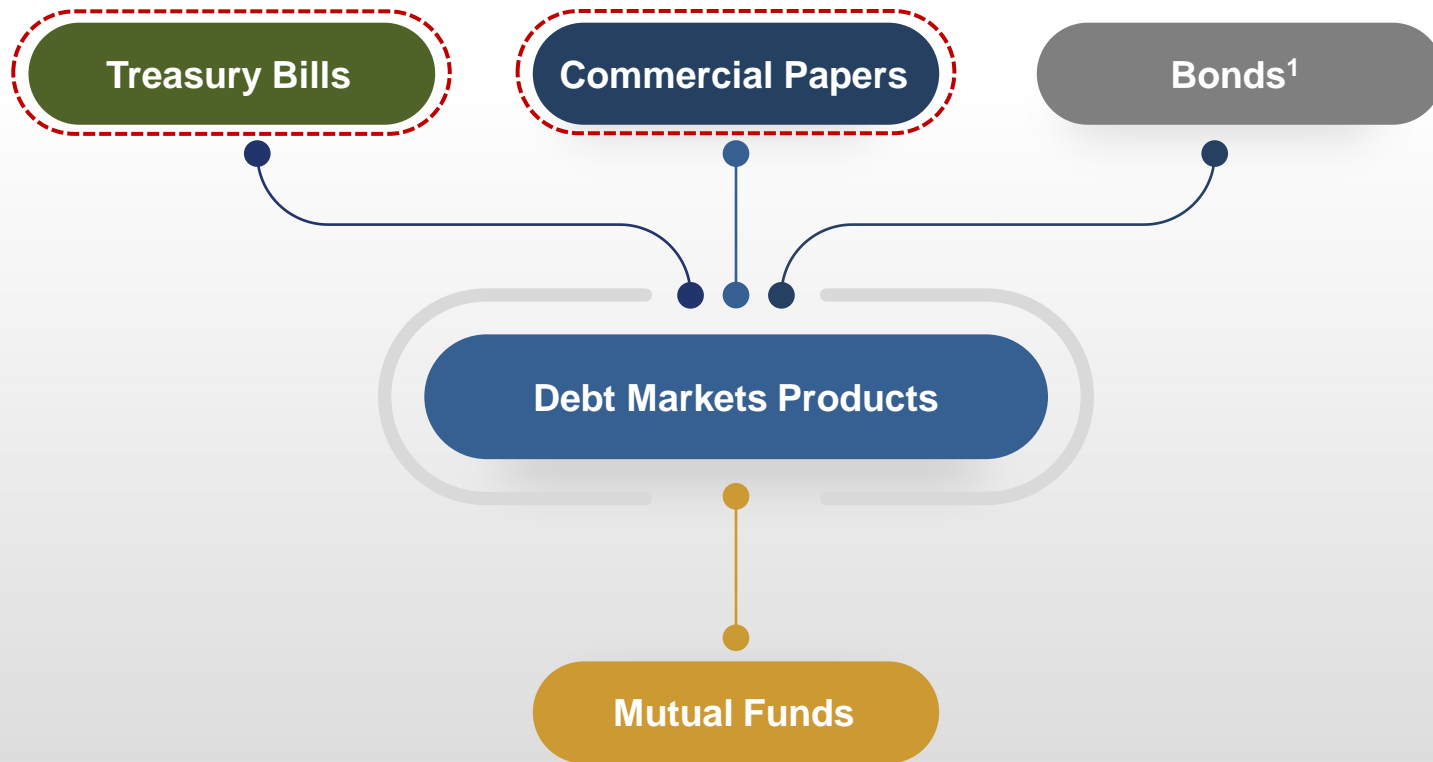 Treasury Bills
Commercial Papers
Bonds¹
Debt Markets Products
Mutual Funds